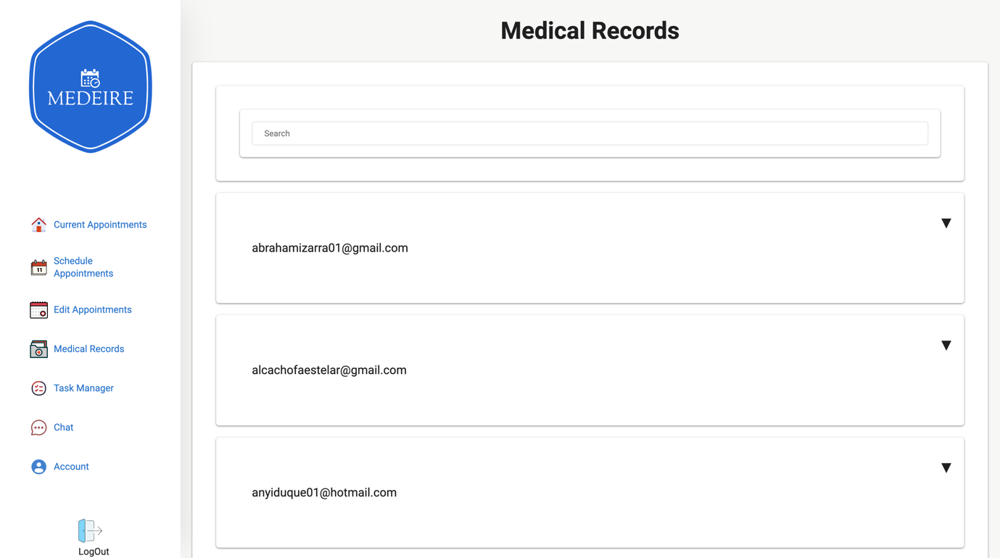 MEDEIRE
Current Appointments
Schedule
Appointments
11
Edit Appointments
Medical Records
Task Manager
Chat
Account
LogOut
Medical Records
Search
abrahamizarra01@gmail.com
alcachofaestelar@gmail.com
anyiduque01@hotmail.com